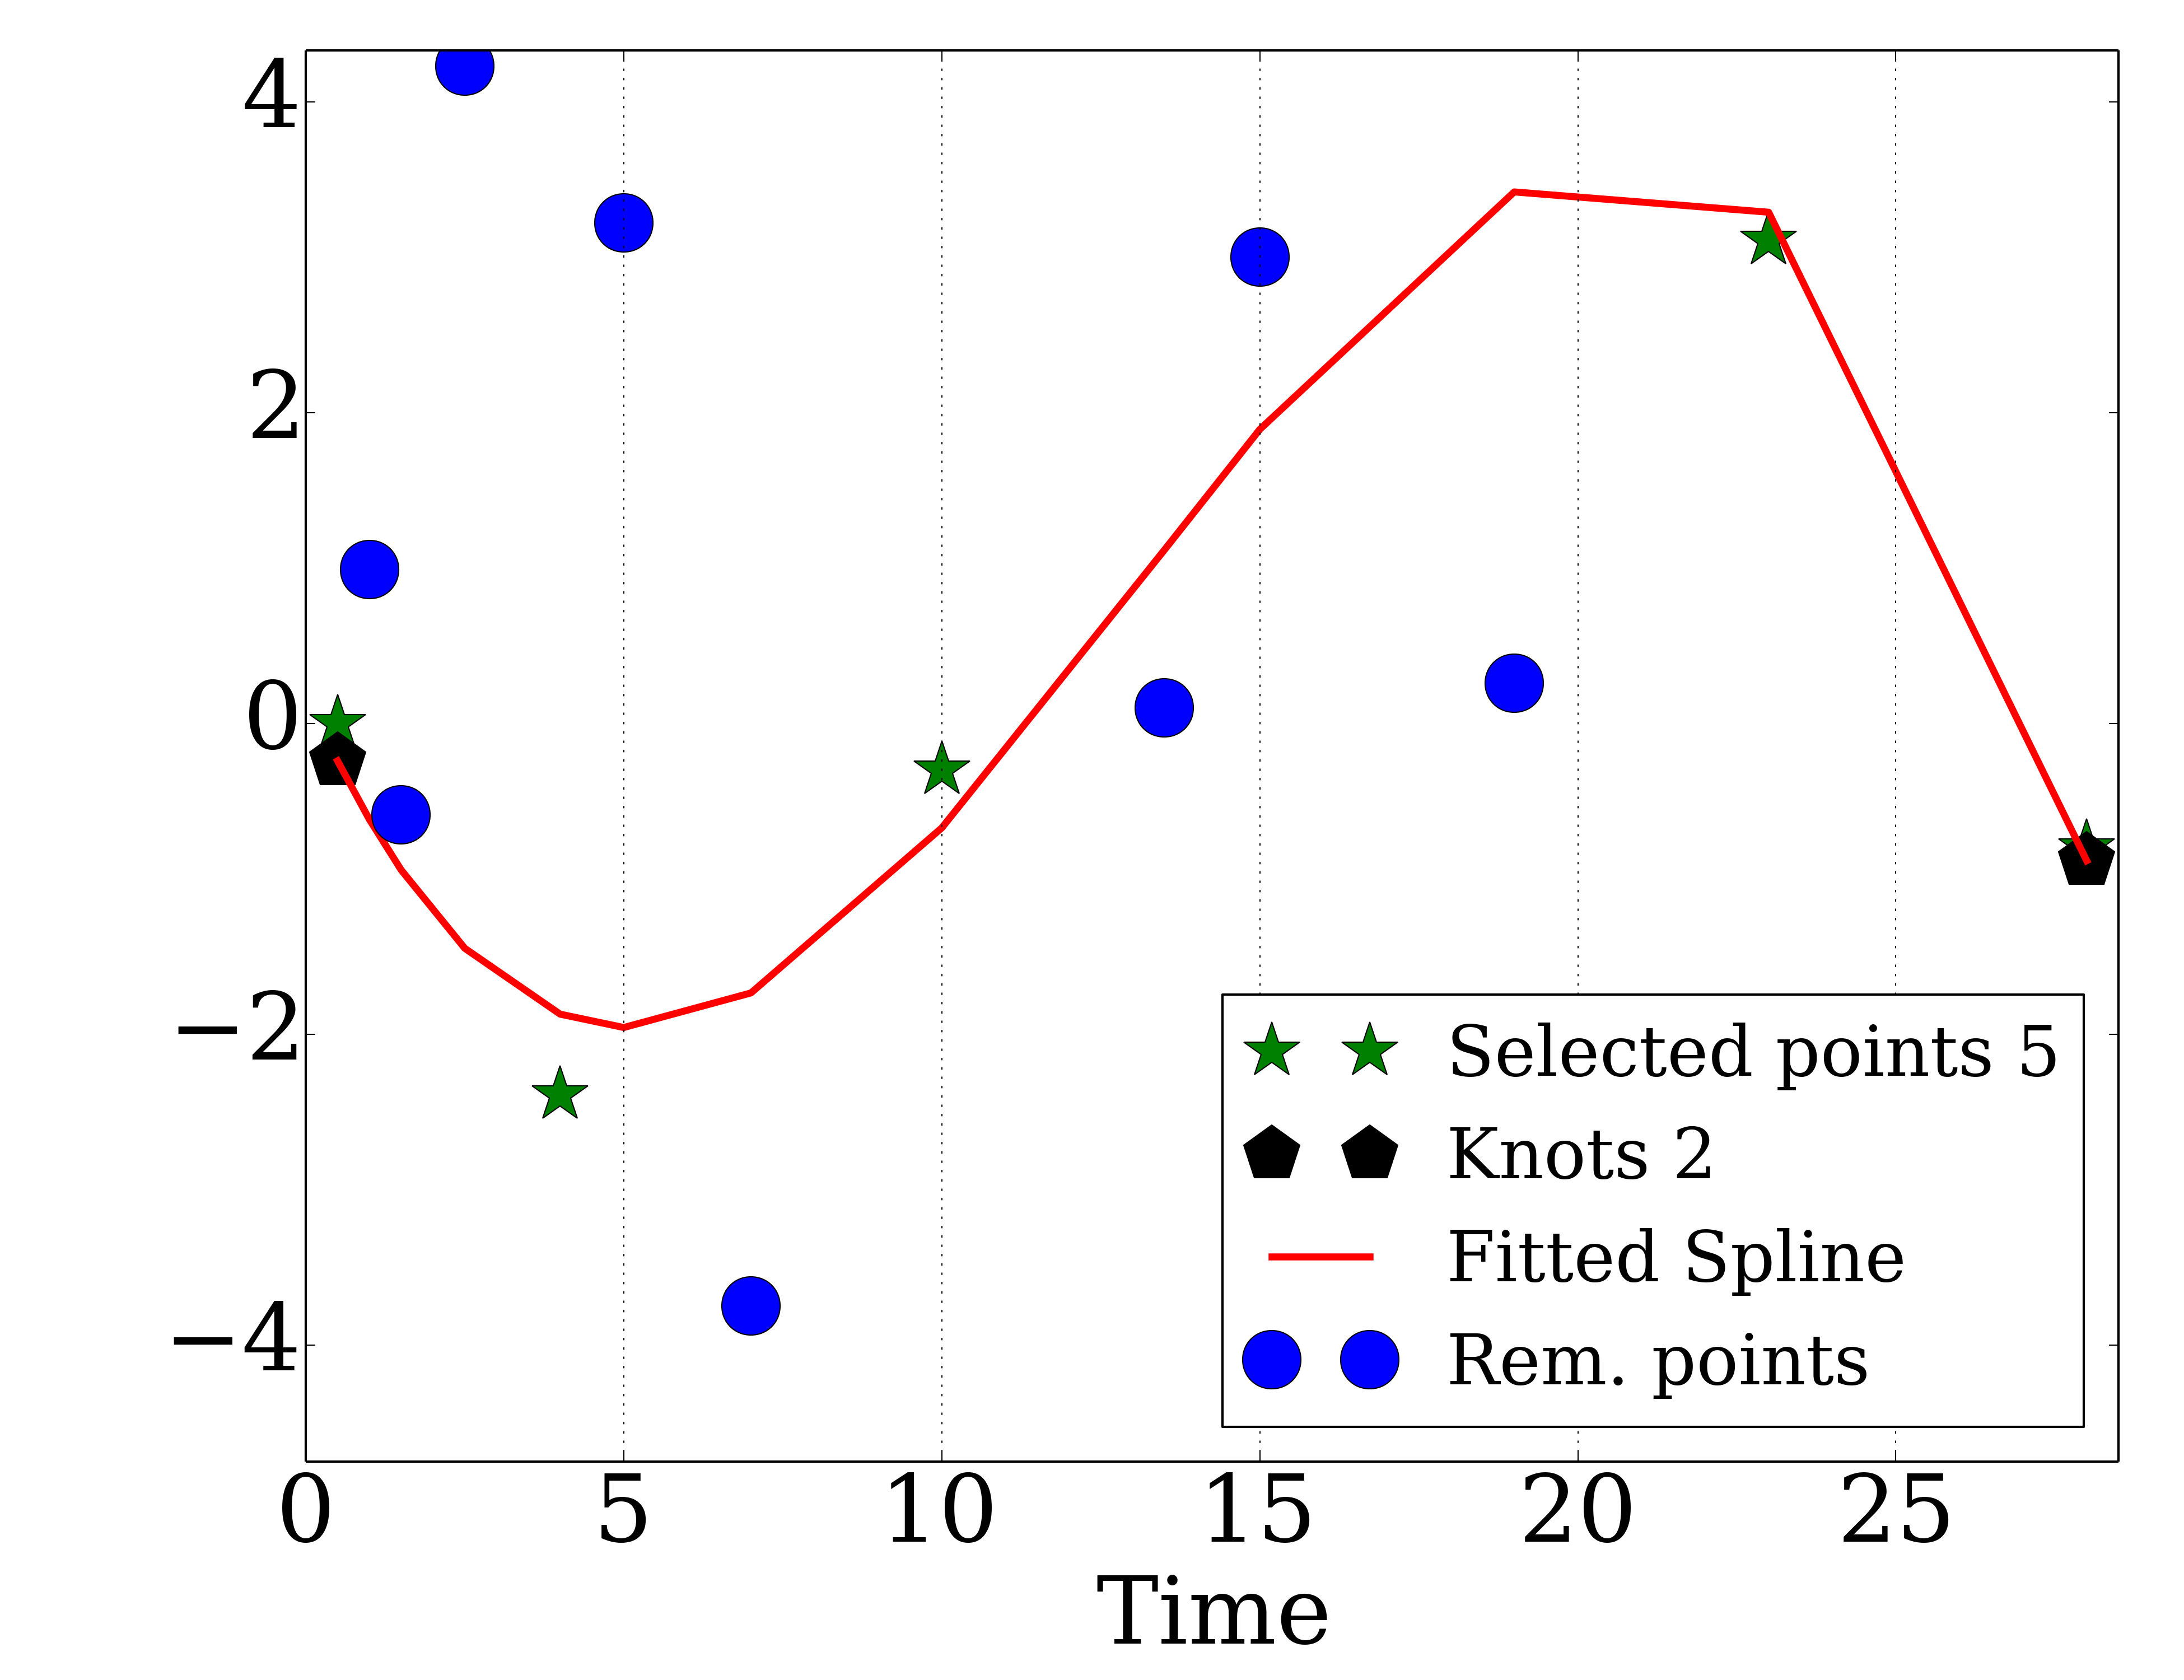 4
2
0
−2
−4
0 5 10 15 20 25
Time
Selected points 5
Knots 2
Fitted Spline
Rem. points